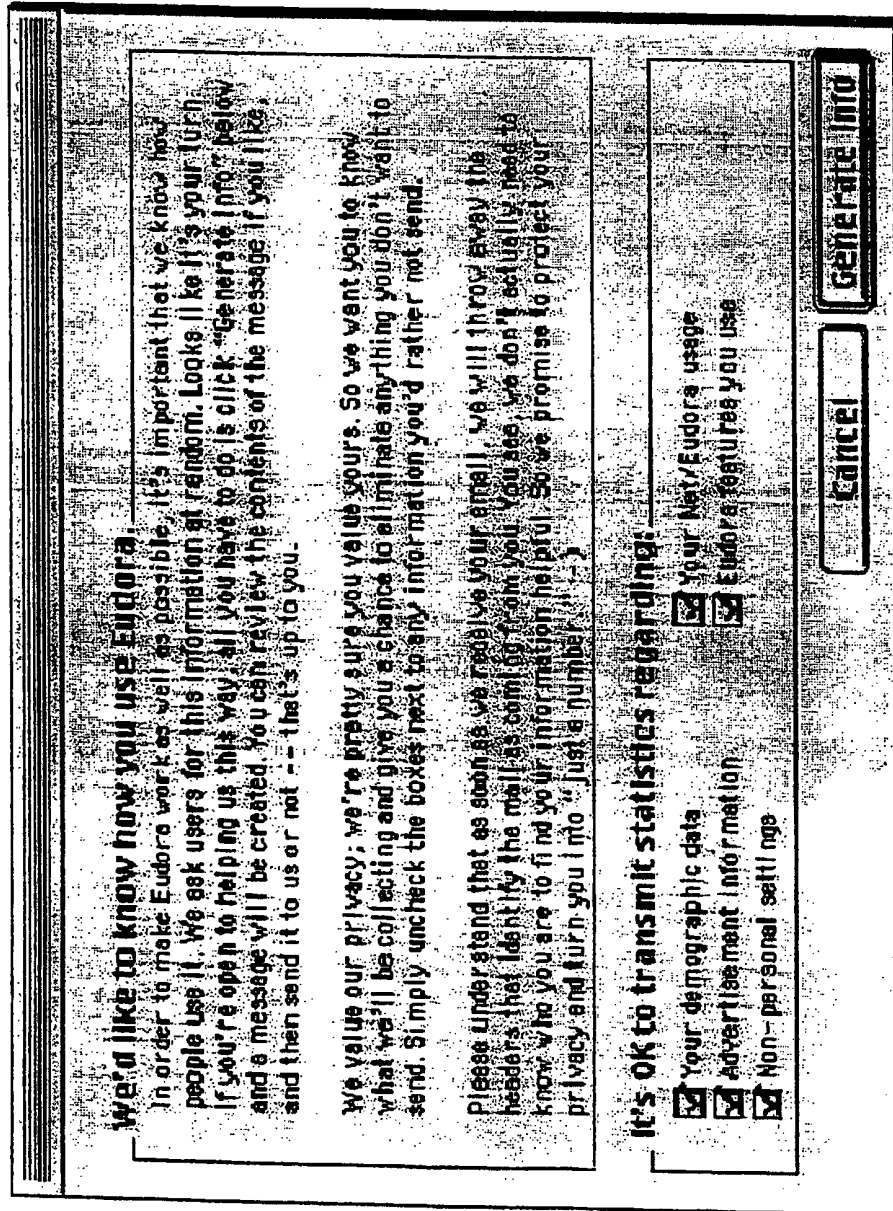 We'd like to know how you use Eudora.
In order to make Eudora work as well as possible, it's important that we know how
people use it. We ask users for this information at random. Looks like it's your turn.
If you're open to helping us this way, all you have to do is click "Generate Info" below
and a message will be created. You can review the contents of the message if you like,
and then send it to us or not -- that's up to you.
We value our privacy; we're pretty sure you value yours. So we want you to know
what we'll be collecting and give you a chance to eliminate anything you don't want to
send. Simply uncheck the boxes next to any information you'd rather not send.
Please understand that as soon as we receive your email, we will throw away the
headers that identify the mail as coming from you. You see, we don't actually need to
know who you are to find your information helpful. So we promise to protect your
privacy and turn you into "just a number." :-)
It's OK to transmit statistics regarding:
Your demographic data
Advertisement information
Non-personal settings
Your Net/Eudora usage
Eudora features you use
Cancel
Generate Info